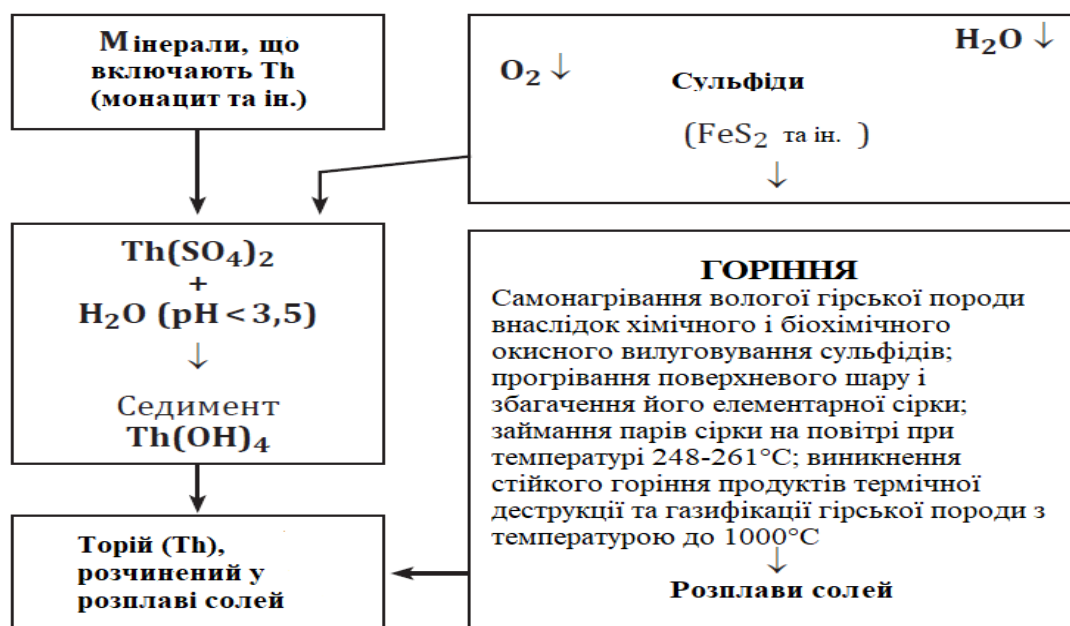 Мінерали, що
включають Th
(монацит та ін.)
H₂O ↓
O₂ ↓
Сульфіди
(FeS₂ та ін. )
↓
Th(SO₄)₂
+
H₂O (pH < 3,5)
↓
Седимент
Th(OH)₄
ГОРІННЯ
Самонагрівання вологої гірської породи
внаслідок хімічного і біохімічного
окисного вилуговування сульфідів;
прогрівання поверхневого шару і
збагачення його елементарної сірки;
займання парів сірки на повітрі при
температурі 248-261°С; виникнення
стійкого горіння продуктів термічної
деструкції та газифікації гірської породи з
температурою до 1000°С
↓
Розплави солей
Торій (Th),
розчинений у
розплаві солей